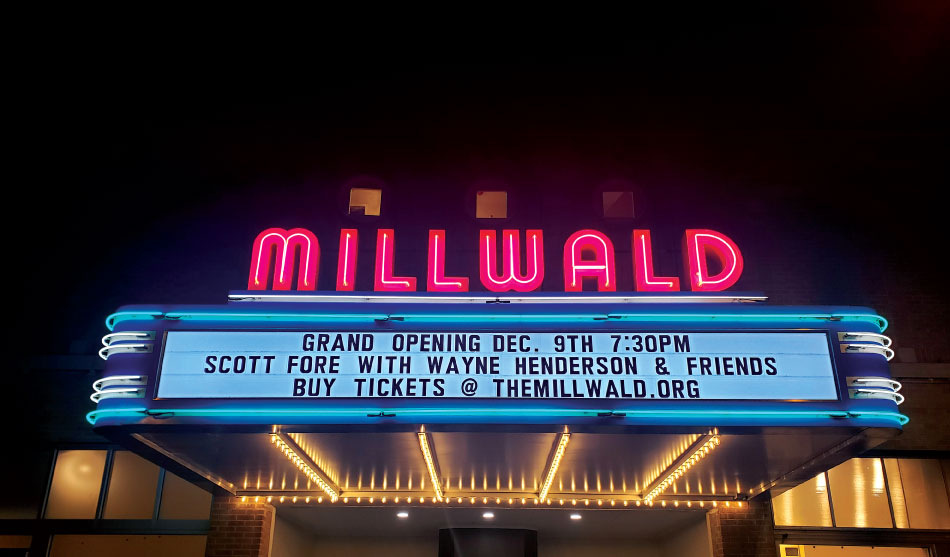 MILLWALD
GRAND OPENING DEC. 9TH 7:30PM
SCOTT FORE WITH WAYNE HENDERSON & FRIENDS
BUY TICKETS @ THEMILLWALD.ORG